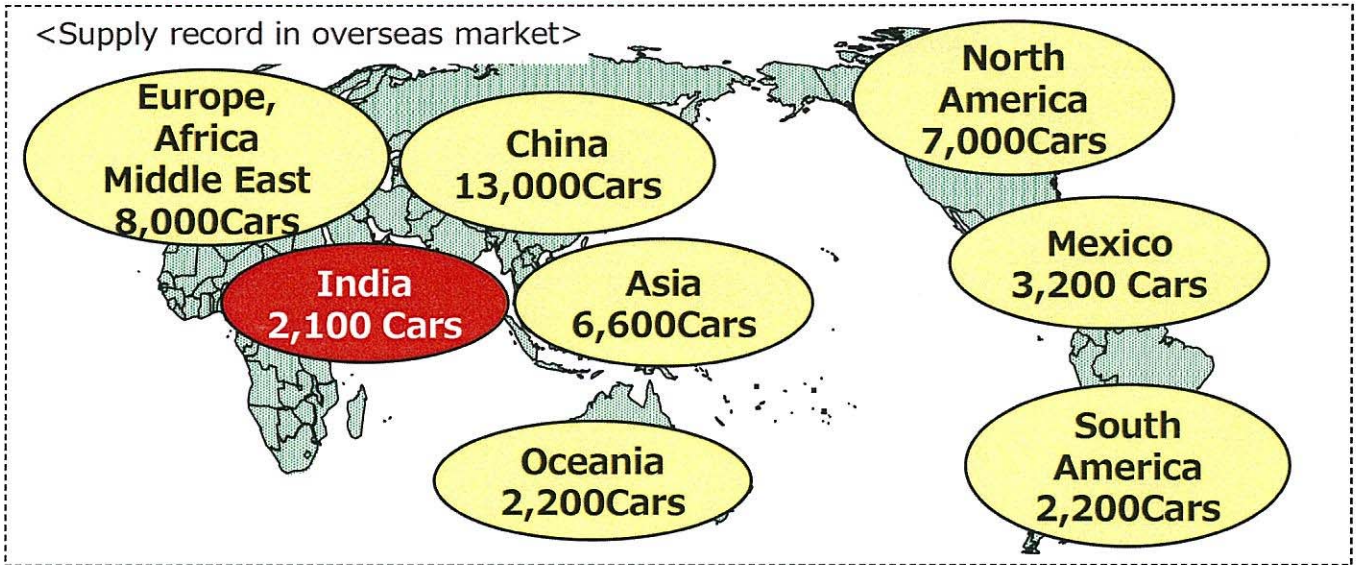 <Supply record in overseas market>
Europe,
Africa
Middle East
8,000Cars
China
13,000Cars
North
America
7,000Cars
India
2,100 Cars
Asia
6,600Cars
Mexico
3,200 Cars
Oceania
2,200Cars
South
America
2,200Cars